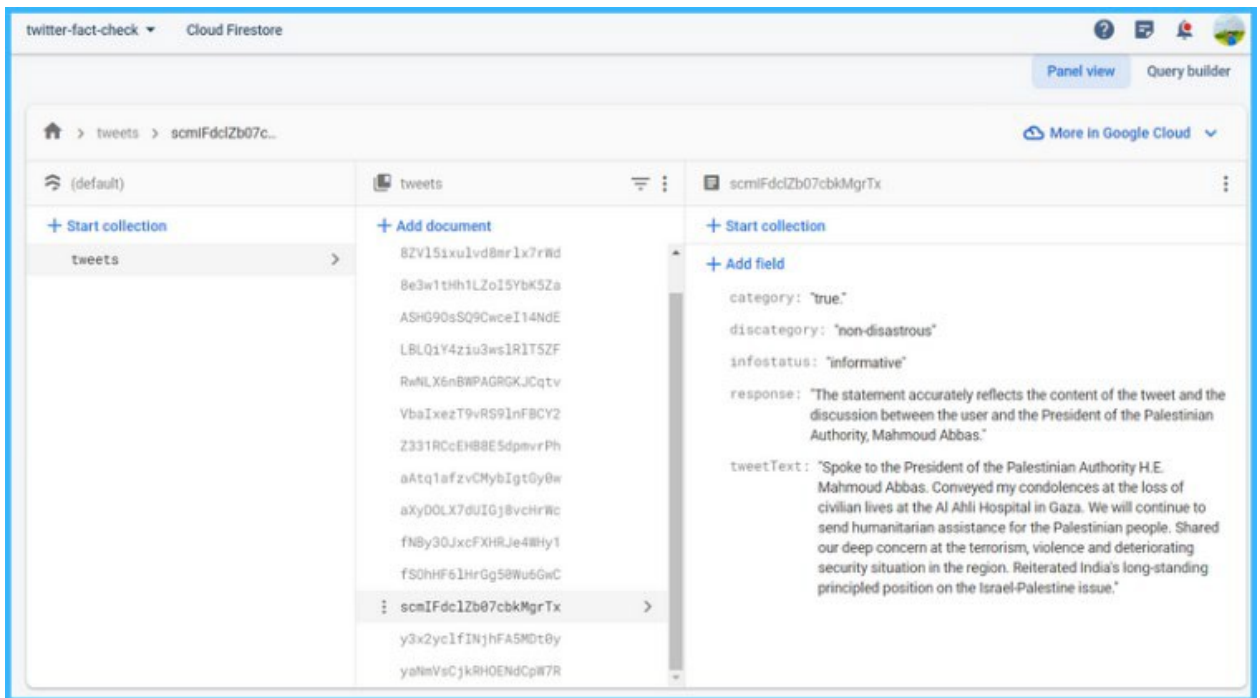 twitter-fact-check Cloud Firestore
Panel view Query builder
> tweets > scmIFdclZb07c...
More in Google Cloud
(default)
+ Start collection
tweets
tweets
+ Add document
8ZVl5ixulvd8mrlx7rWd
8e3w1tHh1LZoI5YbK5Za
ASHG9OsSQ9CwceI14NdE
LBLQiY4ziu3wslRlT5ZF
RwNLX6nBWPAGRGKJCqtv
VbaIxezT9vRS9lnFBCY2
Z331RCcEHB8E5dpmvrPh
aAtq1afzvCMybIgtGy0w
aXyDOLX7dUIGj8vcHrWc
fNBy3OJxcFXHRJe4WHy1
fSOhHF6lHrGg50Wu6GwC
scmIFdclZb07cbkMgrTx
y3x2yclfINjhFA5MDt0y
yaNmVsCjkRHOENdCpW7R
scmIFdclZb07cbkMgrTx
+ Start collection
+ Add field
category: "true."
discategory: "non-disastrous"
infostatus: "informative"
response: "The statement accurately reflects the content of the tweet and the
discussion between the user and the President of the Palestinian
Authority, Mahmoud Abbas."
tweetText: "Spoke to the President of the Palestinian Authority H.E.
Mahmoud Abbas. Conveyed my condolences at the loss of
civilian lives at the Al Ahli Hospital in Gaza. We will continue to
send humanitarian assistance for the Palestinian people. Shared
our deep concern at the terrorism, violence and deteriorating
security situation in the region. Reiterated India's long-standing
principled position on the Israel-Palestine issue."